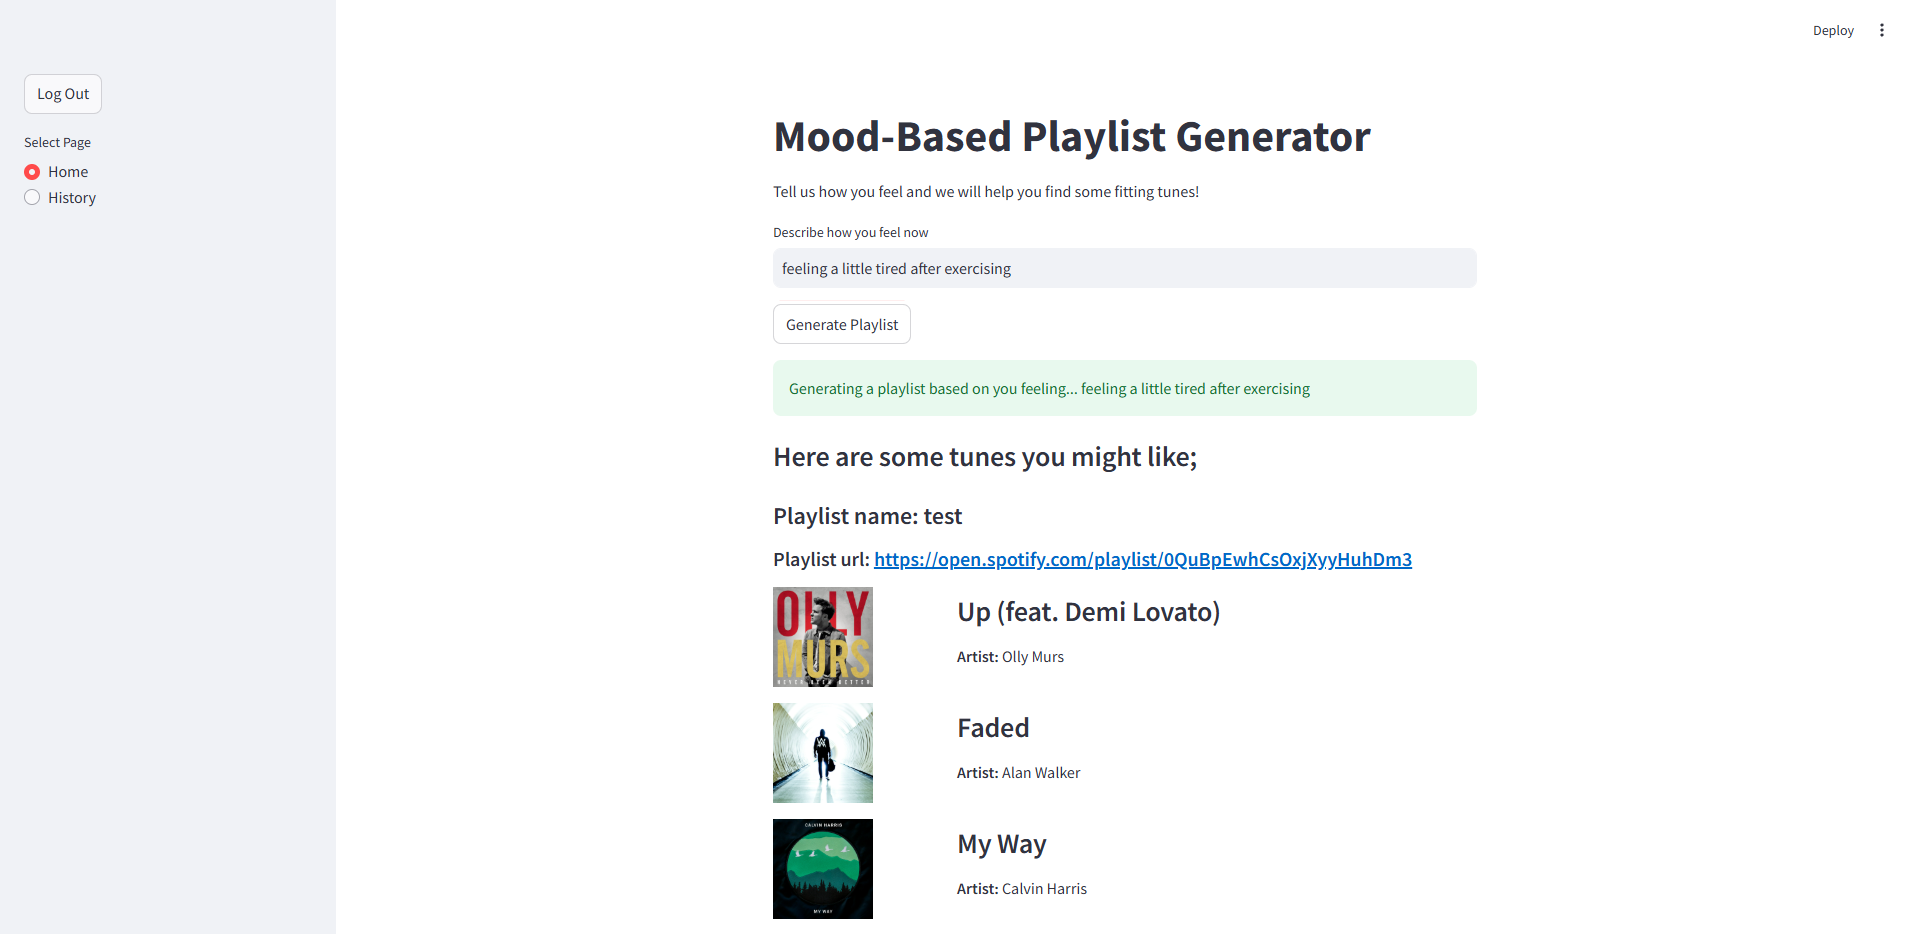 Deploy
Log Out
Select Page
Home
History
Mood-Based Playlist Generator
Tell us how you feel and we will help you find some fitting tunes!
Describe how you feel now
feeling a little tired after exercising
Generate Playlist
Generating a playlist based on you feeling... feeling a little tired after exercising
Here are some tunes you might like;
Playlist name: test
Playlist url: https://open.spotify.com/playlist/0QuBpEwhCsOxjXyyHuhDm3
OLLY
MURS
NEVER BEEN BETTER
Up (feat. Demi Lovato)
Artist: Olly Murs
Faded
Artist: Alan Walker
CALVIN HARRIS
MY WAY
My Way
Artist: Calvin Harris